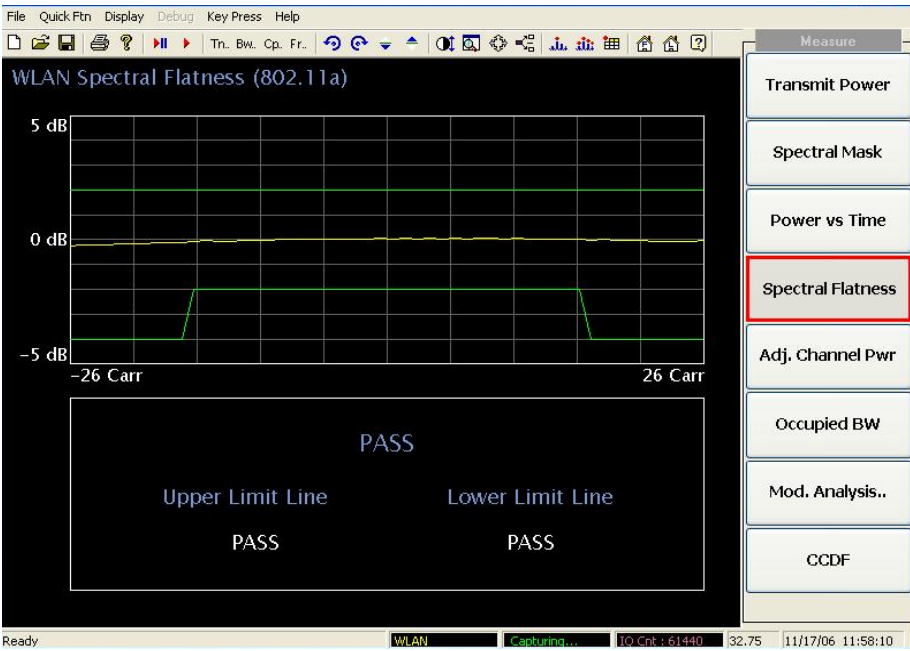 File Quick Ftn Display Debug Key Press Help
Tn.. Bw.. Cp.. Fr..
Measure
WLAN Spectral Flatness (802.11a)
5 dB
0 dB
-5 dB
-26 Carr 26 Carr
PASS
Upper Limit Line Lower Limit Line
PASS PASS
Transmit Power
Spectral Mask
Power vs Time
Spectral Flatness
Adj. Channel Pwr
Occupied BW
Mod. Analysis..
CCDF
Ready WLAN Capturing... IQ Cnt : 61440 32.75 11/17/06 11:58:10